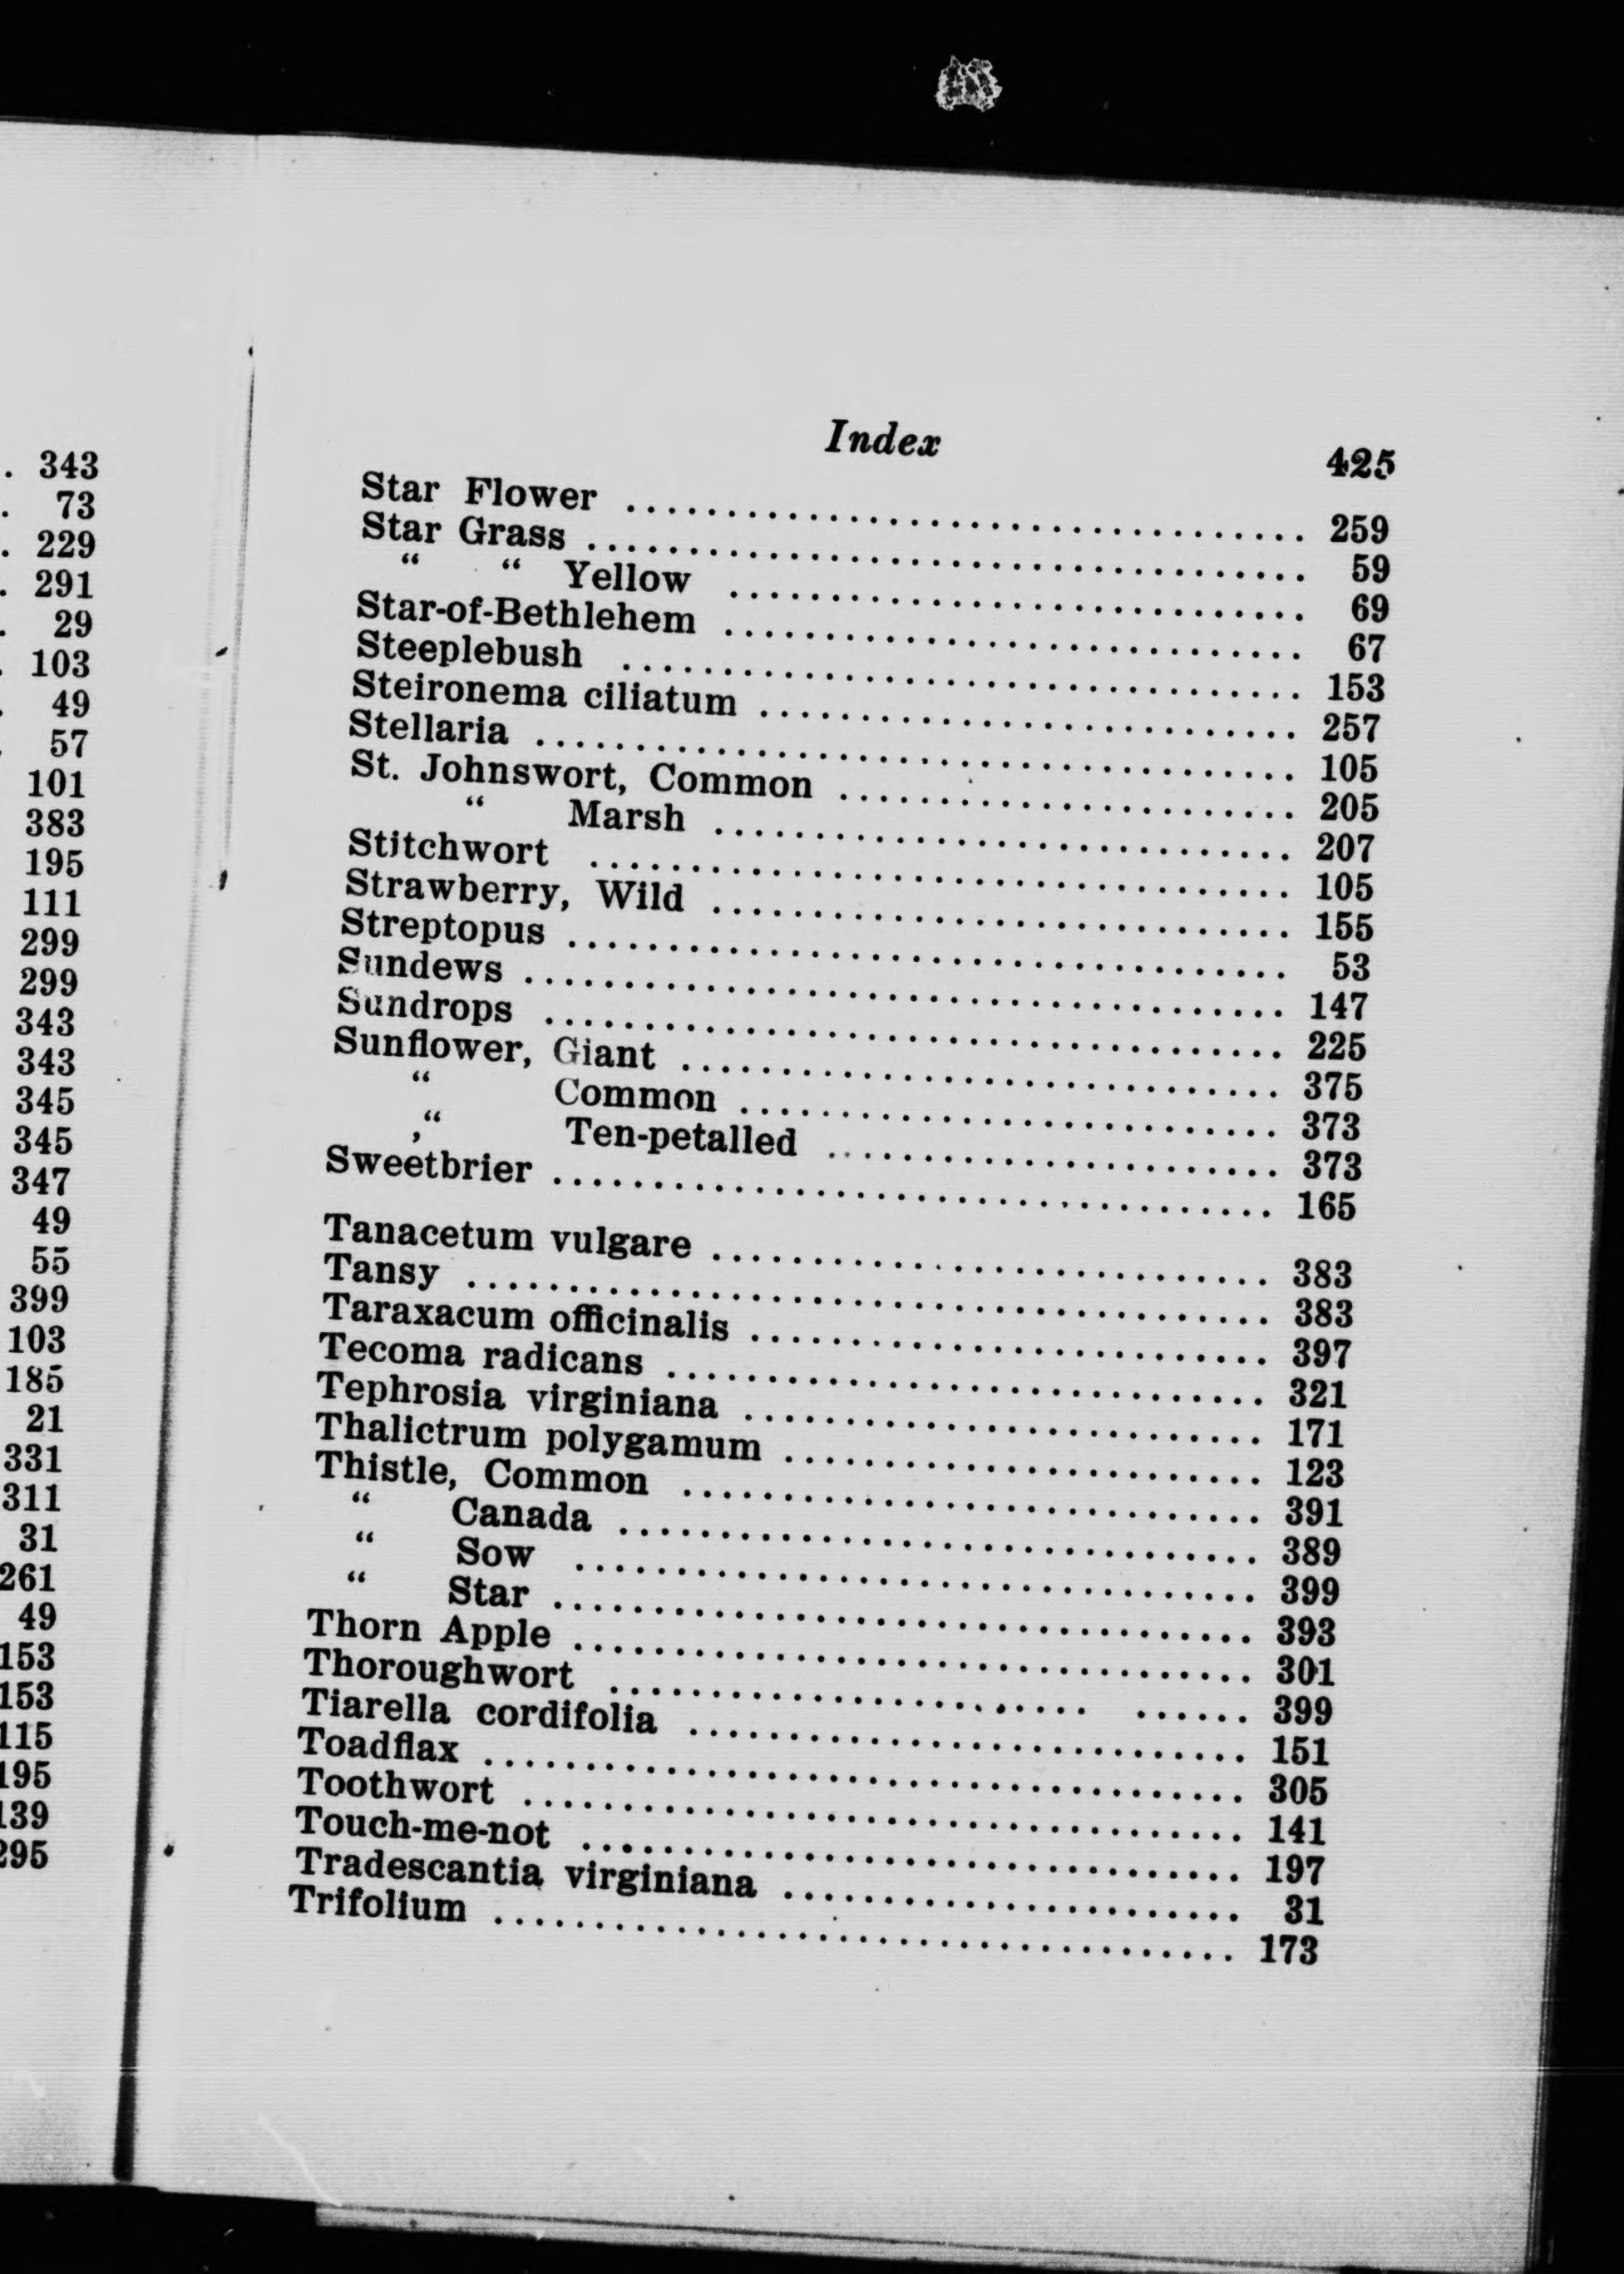 . 343
. 73
. 229
. 291
. 29
. 103
. 49
. 57
101
383
195
111
299
299
343
343
345
345
347
49
55
399
103
185
21
331
311
31
261
49
153
153
115
195
139
295
Index 425
Star Flower .................................. 259
Star Grass .................................... 59
“ “ Yellow ............................. 69
Star-of-Bethlehem ............................. 67
Steeplebush .................................. 153
Steironema ciliatum ........................... 257
Stellaria ...................................... 105
St. Johnswort, Common ....................... 205
“ Marsh ............................. 207
Stitchwort ................................... 105
Strawberry, Wild ............................. 155
Streptopus .................................... 53
Sundews ...................................... 147
Sundrops ..................................... 225
Sunflower, Giant .............................. 375
“ Common ........................... 373
,“ Ten-petalled ....................... 373
Sweetbrier .................................... 165
Tanacetum vulgare ............................ 383
Tansy ........................................ 383
Taraxacum officinalis .......................... 397
Tecoma radicans .............................. 321
Tephrosia virginiana .......................... 171
Thalictrum polygamum ........................ 123
Thistle, Common ............................. 391
“ Canada ................................ 389
“ Sow .................................. 399
“ Star ................................... 393
Thorn Apple .................................. 301
Thoroughwort ........................ ...... 399
Tiarella cordifolia ............................ 151
Toadflax ...................................... 305
Toothwort .................................... 141
Touch-me-not ................................. 197
Tradescantia virginiana ....................... 31
Trifolium ..................................... 173